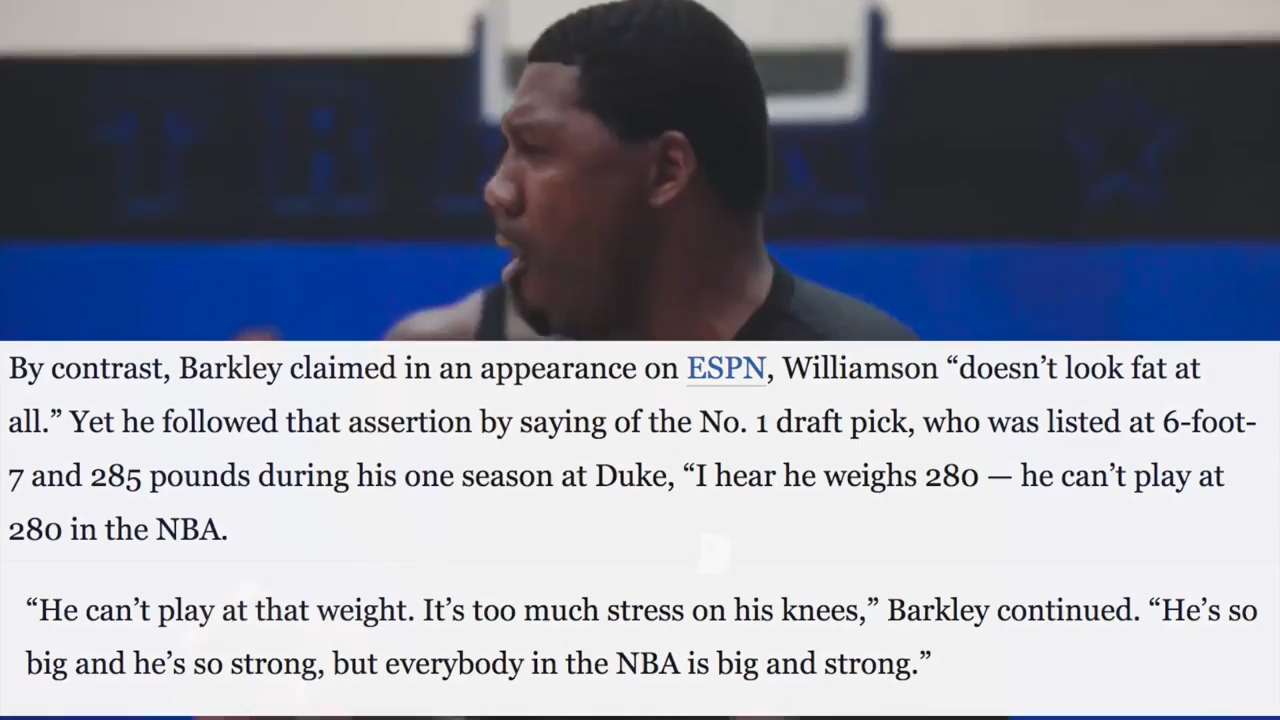 By contrast, Barkley claimed in an appearance on ESPN, Williamson “doesn’t look fat at
all.” Yet he followed that assertion by saying of the No. 1 draft pick, who was listed at 6-foot-
7 and 285 pounds during his one season at Duke, “I hear he weighs 280 — he can’t play at
280 in the NBA.
“He can’t play at that weight. It’s too much stress on his knees,” Barkley continued. “He’s so
big and he’s so strong, but everybody in the NBA is big and strong.”